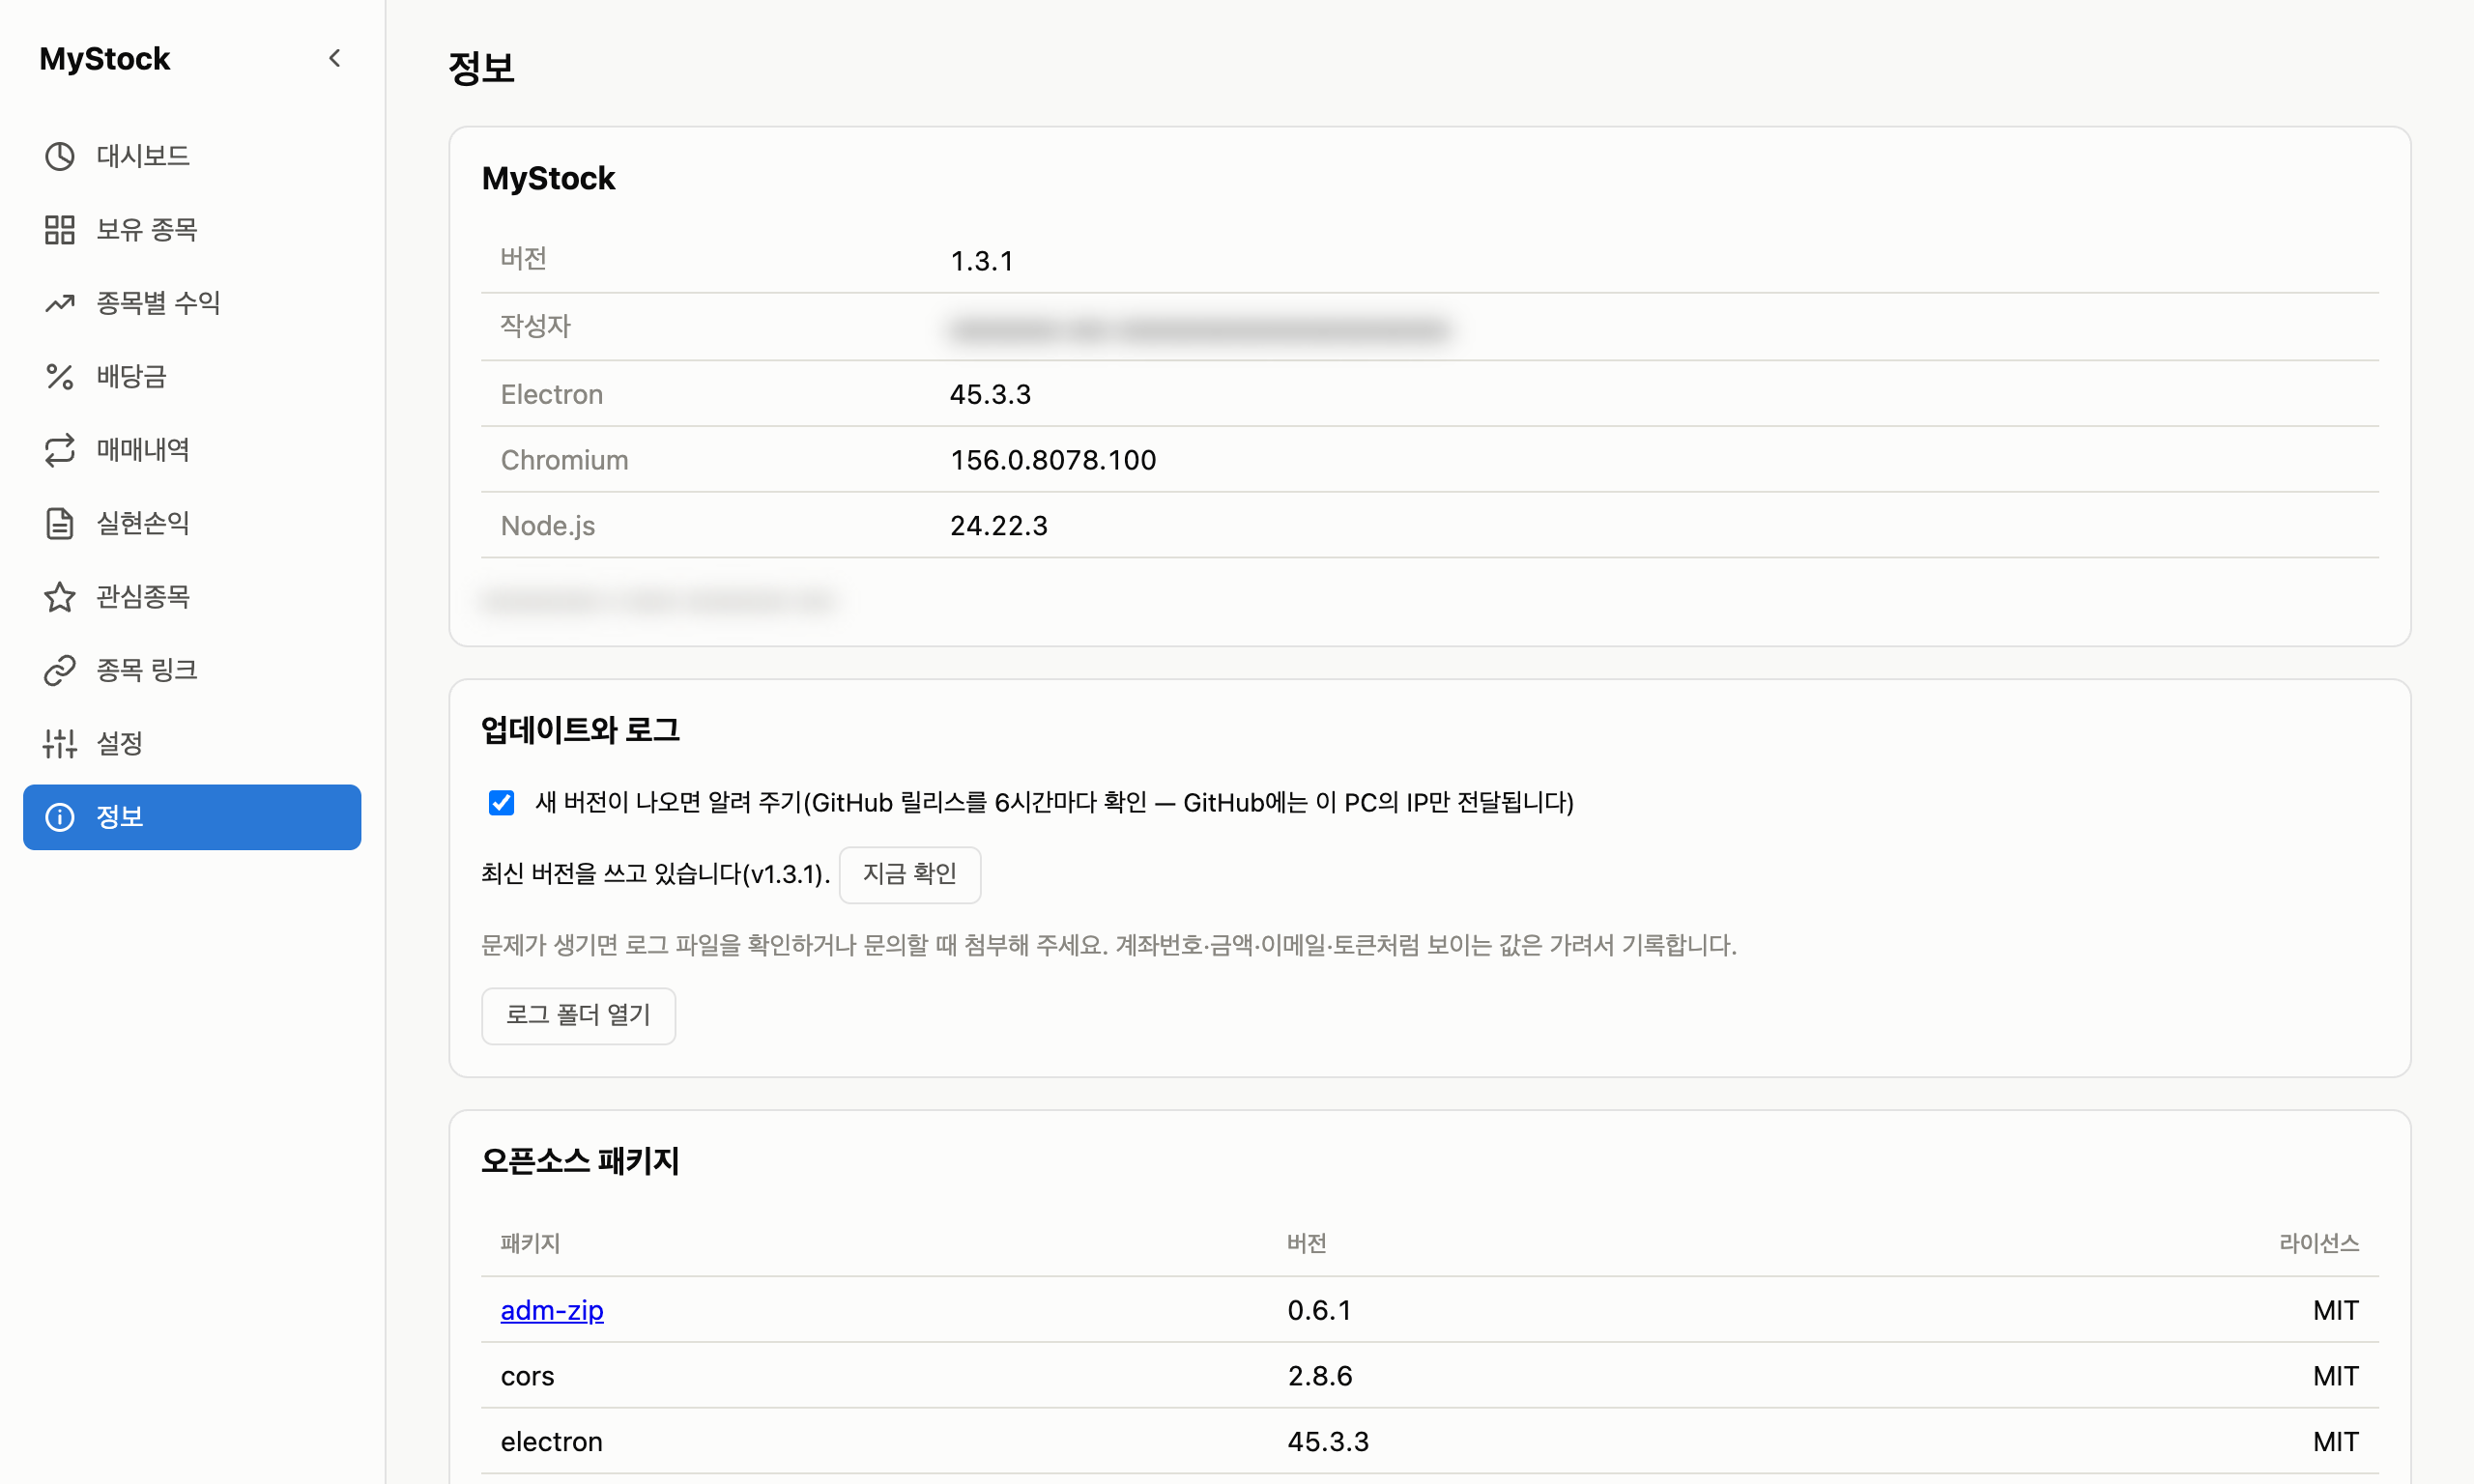 MyStock
대시보드
보유 종목
종목별 수익
배당금
매매내역
실현손익
관심종목
종목 링크
설정
정보
정보
MyStock
버전 1.3.1
작성자
Electron 45.3.3
Chromium 156.0.8078.100
Node.js 24.22.3
업데이트와 로그
새 버전이 나오면 알려 주기(GitHub 릴리스를 6시간마다 확인 — GitHub에는 이 PC의 IP만 전달됩니다)
최신 버전을 쓰고 있습니다(v1.3.1). 지금 확인
문제가 생기면 로그 파일을 확인하거나 문의할 때 첨부해 주세요. 계좌번호·금액·이메일·토큰처럼 보이는 값은 가려서 기록합니다.
로그 폴더 열기
오픈소스 패키지
패키지 버전 라이선스
adm-zip 0.6.1 MIT
cors 2.8.6 MIT
electron 45.3.3 MIT